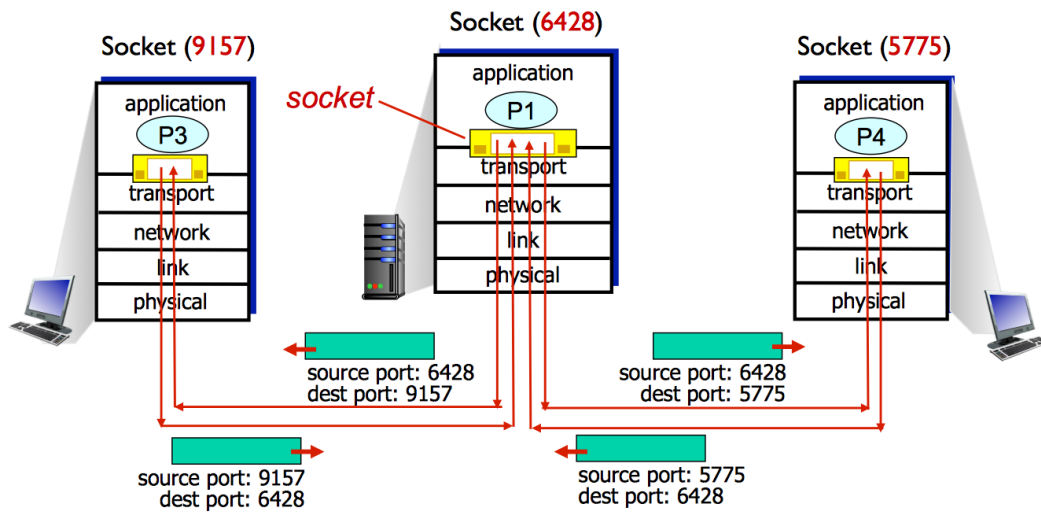 Socket (9157)
application
P3
transport
network
link
physical
Socket (6428)
application
socket
P1
transport
network
link
physical
Socket (5775)
application
P4
transport
network
link
physical
source port: 6428
dest port: 9157
source port: 6428
dest port: 5775
source port: 9157
dest port: 6428
source port: 5775
dest port: 6428